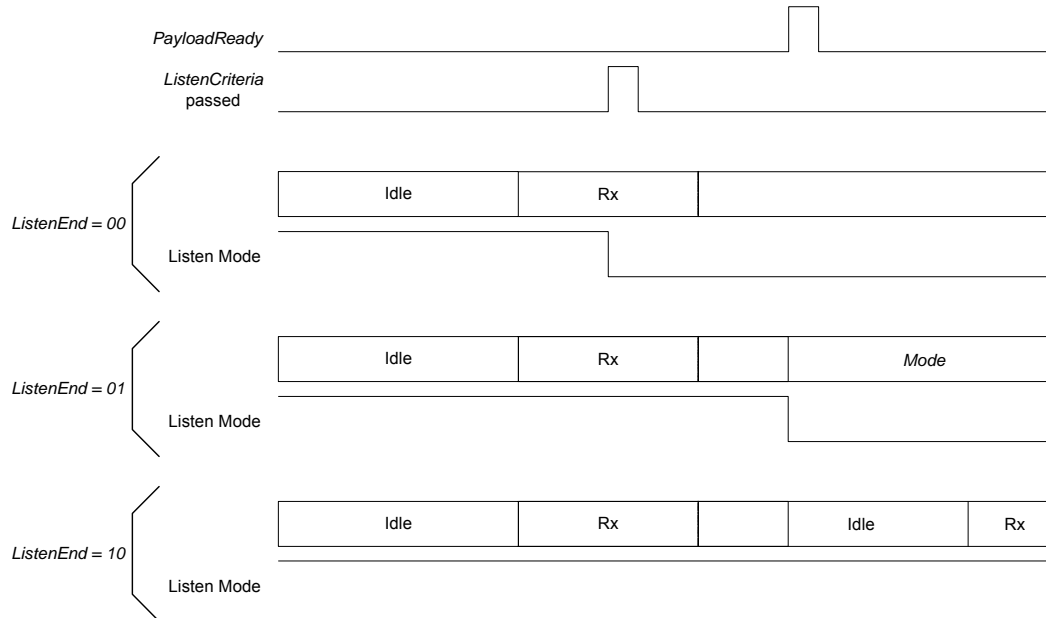 PayloadReady
ListenCriteria
passed
Idle
Rx
ListenEnd = 00
Listen Mode
Idle
Rx
Mode
ListenEnd = 01
Listen Mode
Idle
Rx
Idle
Rx
ListenEnd = 10
Listen Mode